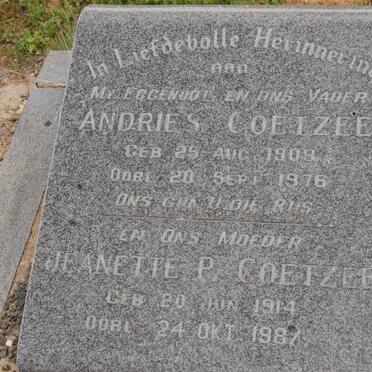 In Liefdevolle Herinnering
aan
My Eggenoot en ons Vader
Andries Coetzee
Geb 25 Aug 1909
Oorl 20 Sept 1976
Ons gun U die rus
en Ons Moeder
Jeanette P. Coetzee
Geb 20 Jun 1914
Oorl 24 Okt 1987